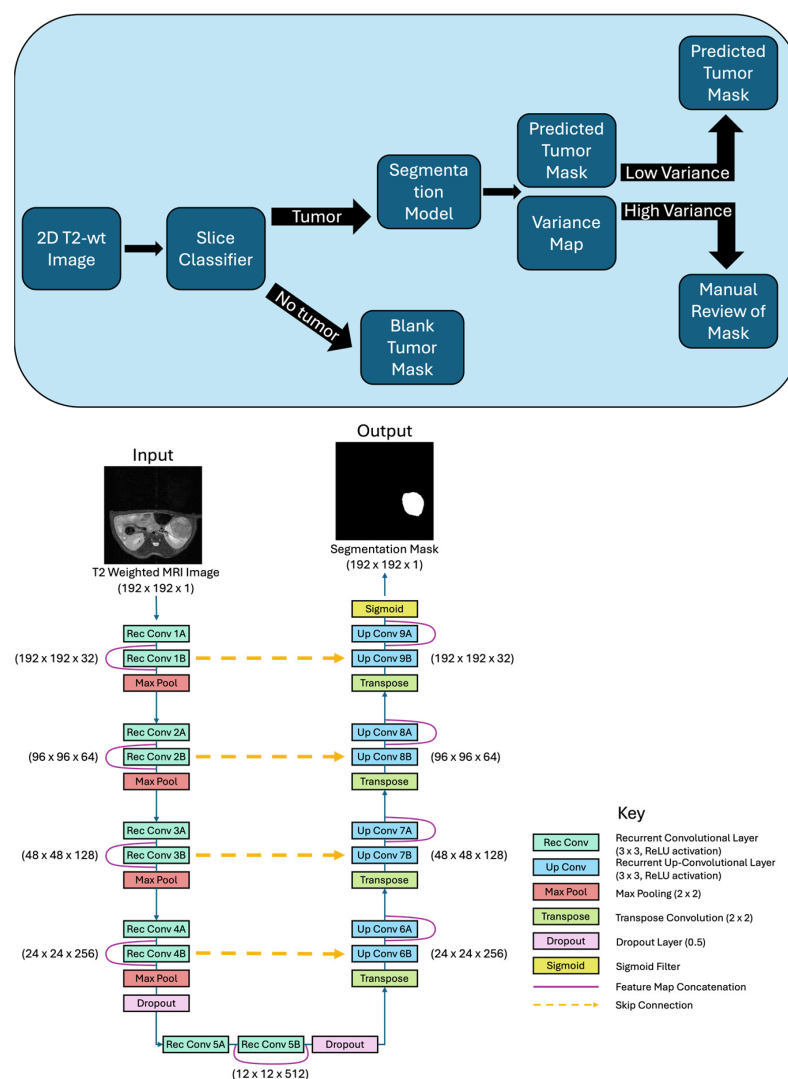 2D T2-wt
Image
Slice
Classifier
Tumor
No tumor
Segmenta
tion
Model
Blank
Tumor
Mask
Predicted
Tumor
Mask
Variance
Map
Low Variance
High Variance
Predicted
Tumor
Mask
Manual
Review of
Mask
Input
T2 Weighted MRI Image
(192 x 192 x 1)
Rec Conv 1A
(192 x 192 x 32)
Rec Conv 1B
Max Pool
Rec Conv 2A
(96 x 96 x 64)
Rec Conv 2B
Max Pool
Rec Conv 3A
(48 x 48 x 128)
Rec Conv 3B
Max Pool
Rec Conv 4A
(24 x 24 x 256)
Rec Conv 4B
Max Pool
Dropout
Rec Conv 5A
Rec Conv 5B
Dropout
(12 x 12 x 512)
Output
Segmentation Mask
(192 x 192 x 1)
Sigmoid
Up Conv 9A
Up Conv 9B
(192 x 192 x 32)
Transpose
Up Conv 8A
Up Conv 8B
(96 x 96 x 64)
Transpose
Up Conv 7A
Up Conv 7B
(48 x 48 x 128)
Transpose
Up Conv 6A
Up Conv 6B
(24 x 24 x 256)
Transpose
Key
Rec Conv
Recurrent Convolutional Layer
(3 x 3, ReLU activation)
Up Conv
Recurrent Up-Convolutional Layer
(3 x 3, ReLU activation)
Max Pool
Max Pooling (2 x 2)
Transpose
Transpose Convolution (2 x 2)
Dropout
Dropout Layer (0.5)
Sigmoid
Sigmoid Filter
Feature Map Concatenation
Skip Connection